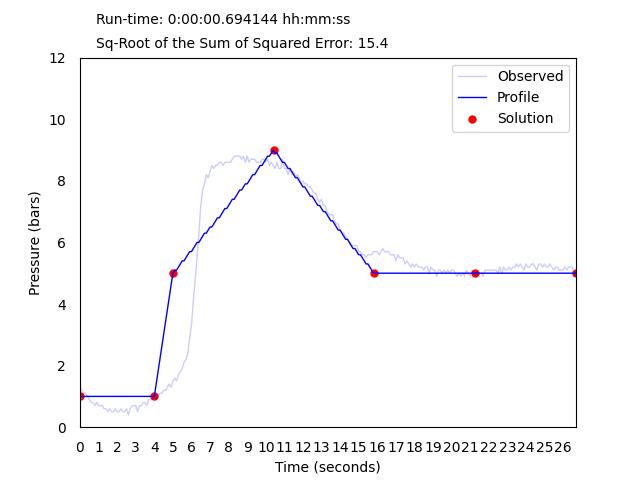 Run-time: 0:00:00.694144 hh:mm:ss
Sq-Root of the Sum of Squared Error: 15.4
Observed
Profile
Solution
12
10
8
6
4
2
0
Pressure (bars)
0 1 2 3 4 5 6 7 8 9 10 11 12 13 14 15 16 17 18 19 20 21 22 23 24 25 26
Time (seconds)